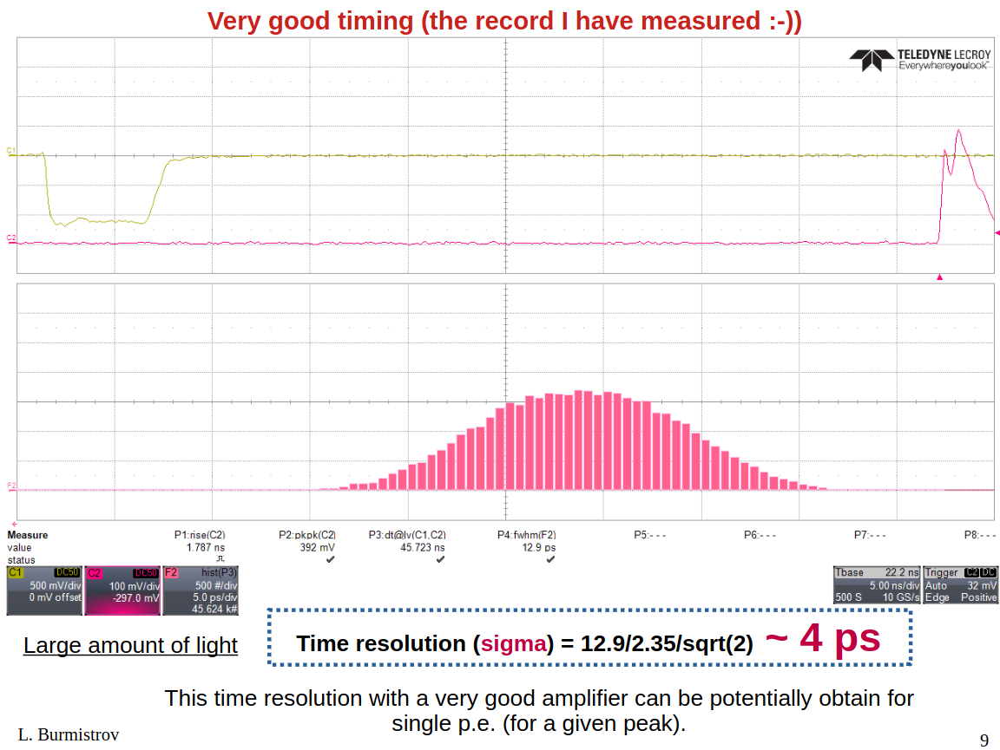 Very good timing (the record I have measured :-))
TELEDYNE LECROY
Everywhereyoulook™
C1
C2
F2
Measure P1:rise(C2) P2:pkpk(C2) P3:dt@lv(C1,C2) P4:fwhm(F2) P5:- - - P6:- - - P7:- - - P8:- - -
value 1.787 ns 392 mV 45.723 ns 12.9 ps
status
C1 DC50
500 mV/div
0 mV offset
C2 DC50
100 mV/div
-297.0 mV
F2 hist(P3)
500 #/div
5.0 ps/div
45.624 k#
Tbase 22.2 ns
5.00 ns/div
500 S 10 GS/s
Trigger C2 DC
Auto 32 mV
Edge Positive
Large amount of light
Time resolution (sigma) = 12.9/2.35/sqrt(2) ~ 4 ps
This time resolution with a very good amplifier can be potentially obtain for
single p.e. (for a given peak).
L. Burmistrov
9